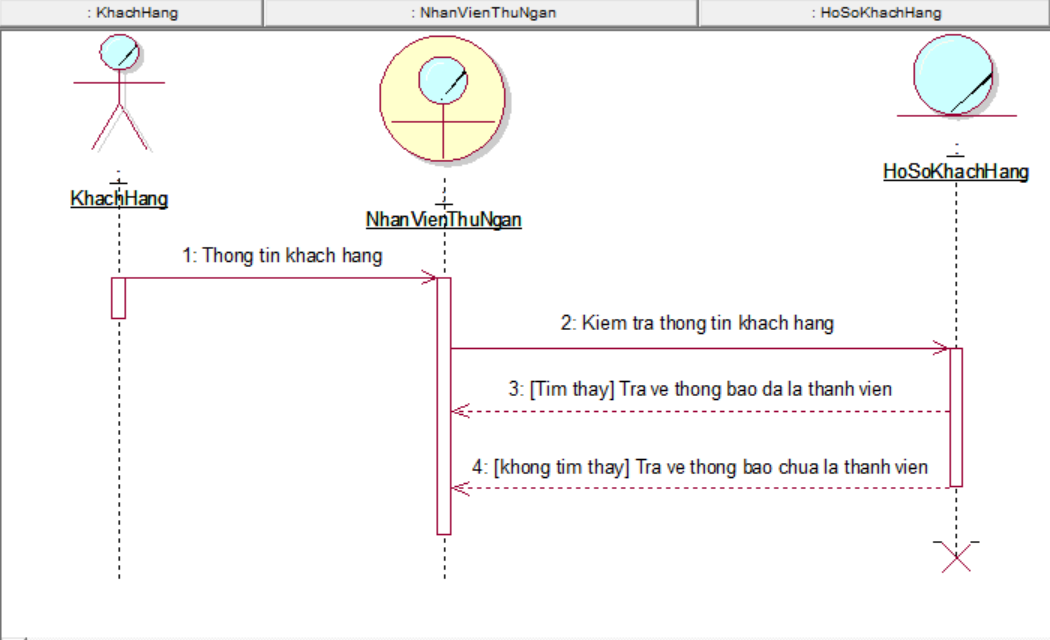 : KhachHang
: NhanVienThuNgan
: HoSoKhachHang
:
HoSoKhachHang
:
KhachHang
:
NhanVienThuNgan
1: Thong tin khach hang
2: Kiem tra thong tin khach hang
3: [Tim thay] Tra ve thong bao da la thanh vien
4: [khong tim thay] Tra ve thong bao chua la thanh vien